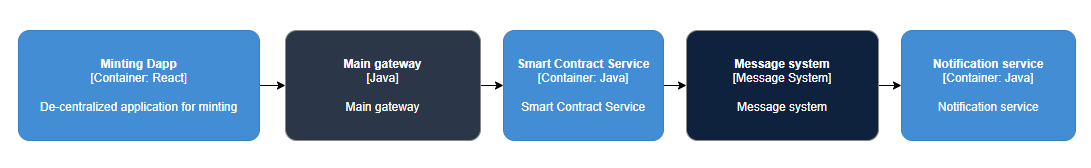 Minting Dapp
[Container: React]
De-centralized application for minting
Main gateway
[Java]
Main gateway
Smart Contract Service
[Container: Java]
Smart Contract Service
Message system
[Message System]
Message system
Notification service
[Container: Java]
Notification service